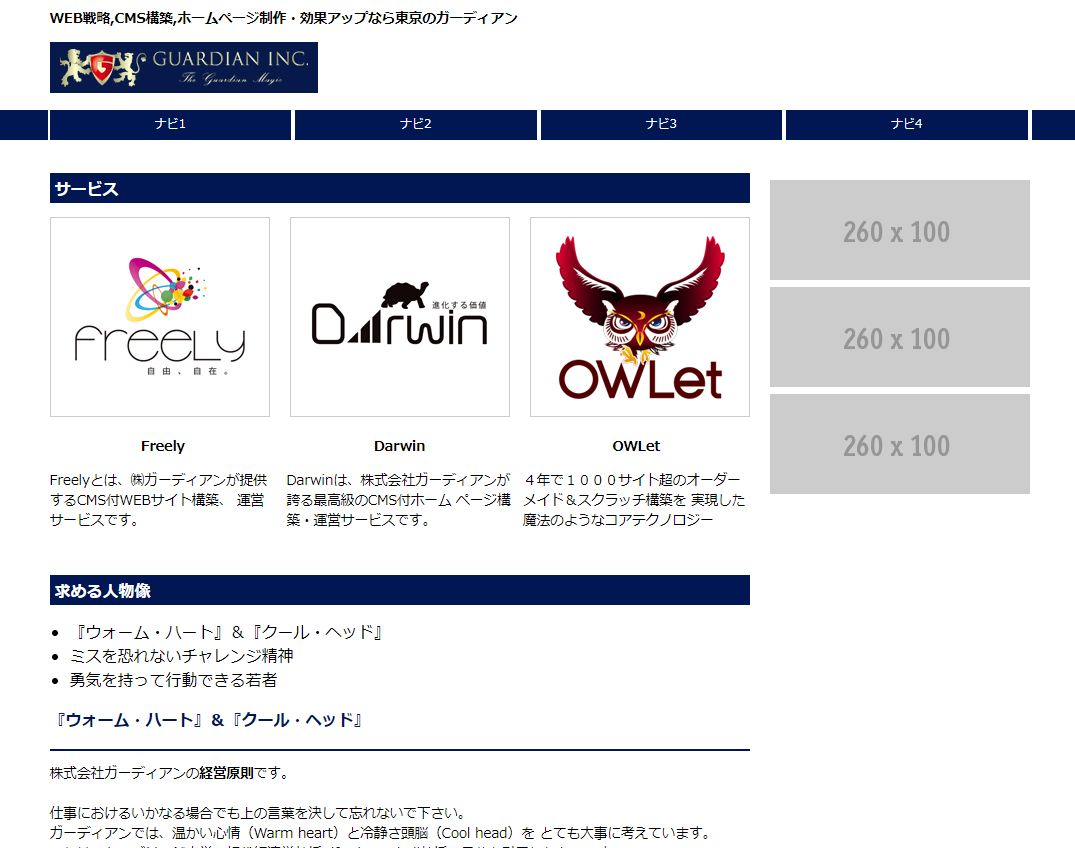 WEB戦略,CMS構築,ホームページ制作・効果アップなら東京のガーディアン
GUARDIAN INC.
The Guardian Magic
ナビ1
ナビ2
ナビ3
ナビ4
サービス
Freely
自由、自在。
進化する価値
Darwin
OWLet
Freely
Darwin
OWLet
Freelyとは、㈱ガーディアンが提供
するCMS付WEBサイト構築、 運営
サービスです。
Darwinは、株式会社ガーディアンが
誇る最高級のCMS付ホーム ページ構
築・運営サービスです。
４年で１０００サイト超のオーダー
メイド＆スクラッチ構築を 実現した
魔法のようなコアテクノロジー
260 x 100
260 x 100
260 x 100
求める人物像
『ウォーム・ハート』＆『クール・ヘッド』
ミスを恐れないチャレンジ精神
勇気を持って行動できる若者
『ウォーム・ハート』＆『クール・ヘッド』
株式会社ガーディアンの経営原則です。
仕事におけるいかなる場合でも上の言葉を決して忘れないで下さい。
ガーディアンでは、温かい心情（Warm heart）と冷静さ頭脳（Cool head）を とても大事に考えています。